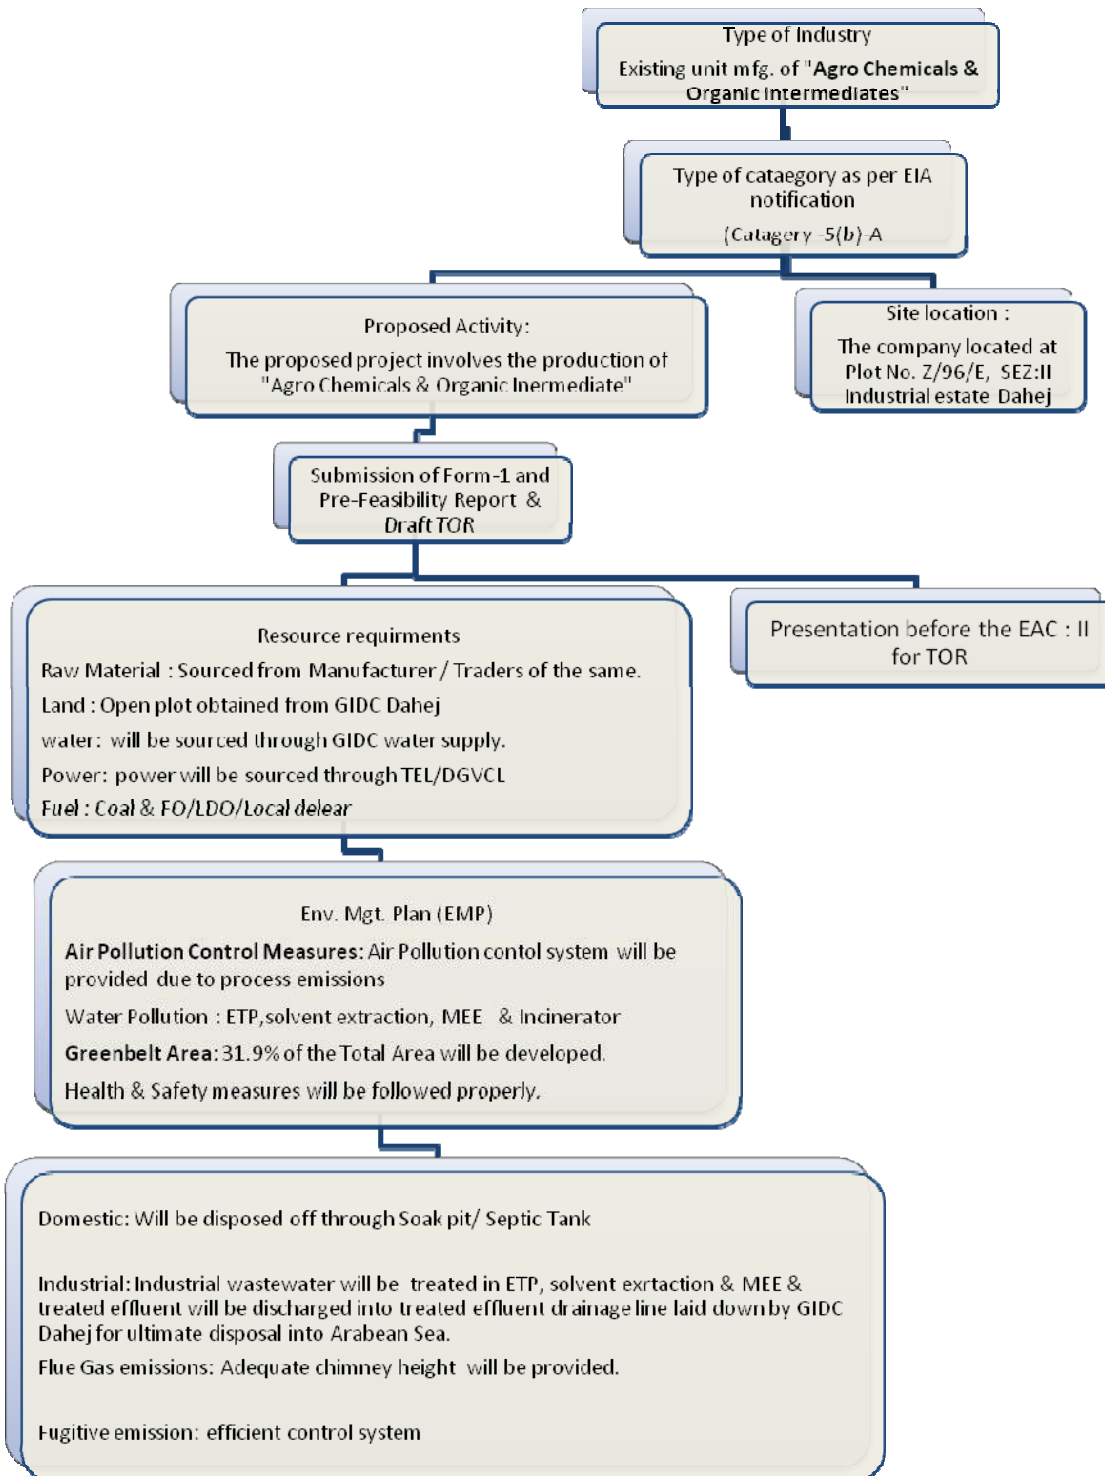 Type of Industry
Existing unit mfg. of "Agro Chemicals &
Organic Intermediates"
Type of cataegory as per EIA
notification
(Catagery -5(b)-A
Proposed Activity:
The proposed project involves the production of
"Agro Chemicals & Organic Inermediate"
Site location :
The company located at
Plot No. Z/96/E, SEZ:II
Industrial estate Dahej
Submission of Form-1 and
Pre-Feasibility Report &
Draft TOR
Resource requirments
Raw Material : Sourced from Manufacturer / Traders of the same.
Land : Open plot obtained from GIDC Dahej
water: will be sourced through GIDC water supply.
Power: power will be sourced through TEL/DGVCL
Fuel : Coal & FO/LDO/Local delear
Presentation before the EAC : II
for TOR
Env. Mgt. Plan (EMP)
Air Pollution Control Measures: Air Pollution contol system will be
provided due to process emissions
Water Pollution : ETP,solvent extraction, MEE & Incinerator
Greenbelt Area: 31.9% of the Total Area will be developed.
Health & Safety measures will be followed properly.
Domestic: Will be disposed off through Soak pit/ Septic Tank
Industrial: Industrial wastewater will be treated in ETP, solvent exrtaction & MEE &
treated effluent will be discharged into treated effluent drainage line laid down by GIDC
Dahej for ultimate disposal into Arabean Sea.
Flue Gas emissions: Adequate chimney height will be provided.
Fugitive emission: efficient control system